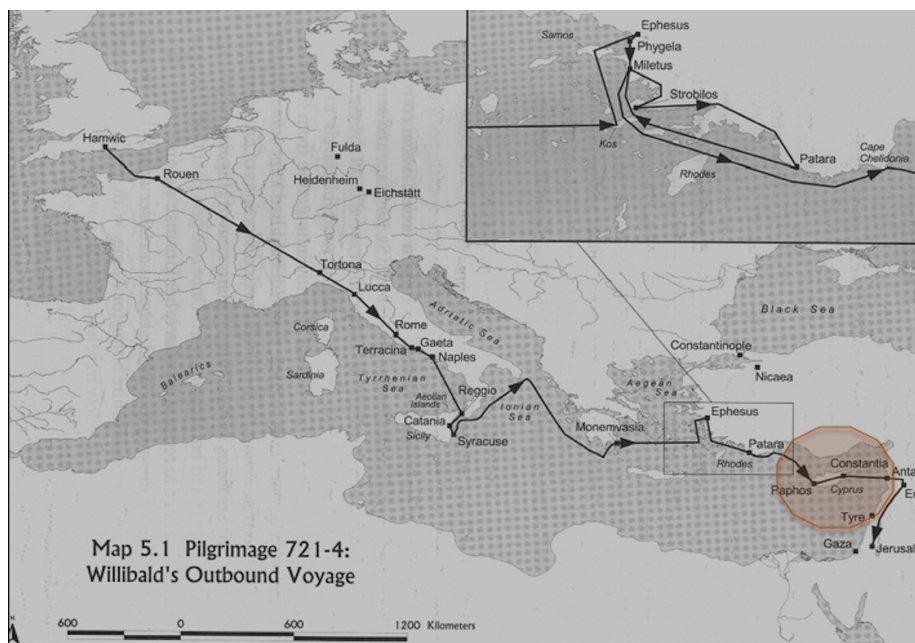 Ephesus
Samos
Phygela
Miletus
Strobilos
Kos
Patara
Rhodes
Cape
Chelidonia
Hamwic
Rouen
Fulda
Heidenheim
Eichstätt
Tortona
Lucca
Adriatic Sea
Corsica
Rome
Terracina
Gaeta
Naples
Balearics
Sardinia
Tyrrhenian
Sea
Aeolian
Islands
Reggio
Ionian
Sea
Catania
Sicily
Syracuse
Monemvasia
Black Sea
Constantinople
Nicaea
Aegean
Sea
Ephesus
Patara
Rhodes
Constantia
Anta
Paphos
Cyprus
Tyre
Gaza
Jerusal
Map 5.1 Pilgrimage 721-4:
Willibald's Outbound Voyage
600 0 600 1200 Kilometers